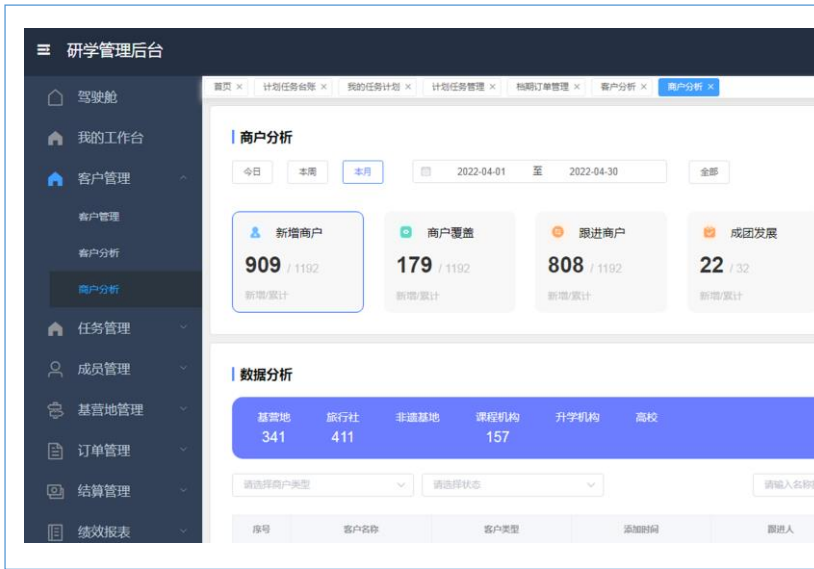 研学管理后台
首页 × 计划任务台账 × 我的任务计划 × 计划任务管理 × 档期订单管理 × 客户分析 × 商户分析 ×
驾驶舱
我的工作台
客户管理
客户管理
客户分析
商户分析
任务管理
成员管理
基营地管理
订单管理
结算管理
绩效报表
商户分析
今日 本周 本月 2022-04-01 至 2022-04-30 全部
新增商户 商户覆盖 跟进商户 成团发展
909 / 1192 179 / 1192 808 / 1192 22 / 32
新增/累计 新增/累计 新增/累计 新增/累计
数据分析
基营地 旅行社 非遗基地 课程机构 升学机构 高校
341 411 157
请选择商户类型 请选择状态 请输入名称
序号 客户名称 客户类型 添加时间 跟进人